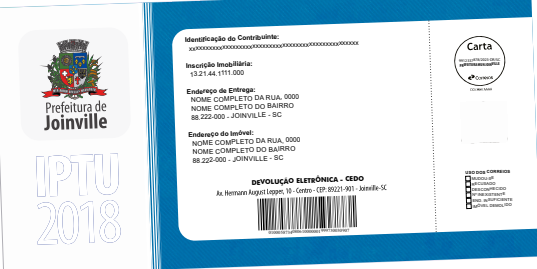 Prefeitura de
Joinville
IPTU
2018
Identificação do Contribuinte:
xxxxxxxxxxxxxxxxxxxxxxxxxxxxxxxxxxxxxxxxxxxxxxxxxx
Inscrição Imobiliária:
13.21.44.1111.000
Endereço de Entrega:
NOME COMPLETO DA RUA, 0000
NOME COMPLETO DO BAIRRO
88.222-000 - JOINVILLE - SC
Endereço do Imóvel:
NOME COMPLETO DA RUA, 0000
NOME COMPLETO DO BAIRRO
88.222-000 - JOINVILLE - SC
DEVOLUÇÃO ELETRÔNICA - CEDO
Av. Hermann August Lepper, 10 - Centro - CEP: 89221-901 - Joinville-SC
Carta
Correios
USO DOS CORREIOS
MUDOU-SE
RECUSADO
DESCONHECIDO
Nº INEXISTENTE
END. INSUFICIENTE
IMÓVEL DEMOLIDO